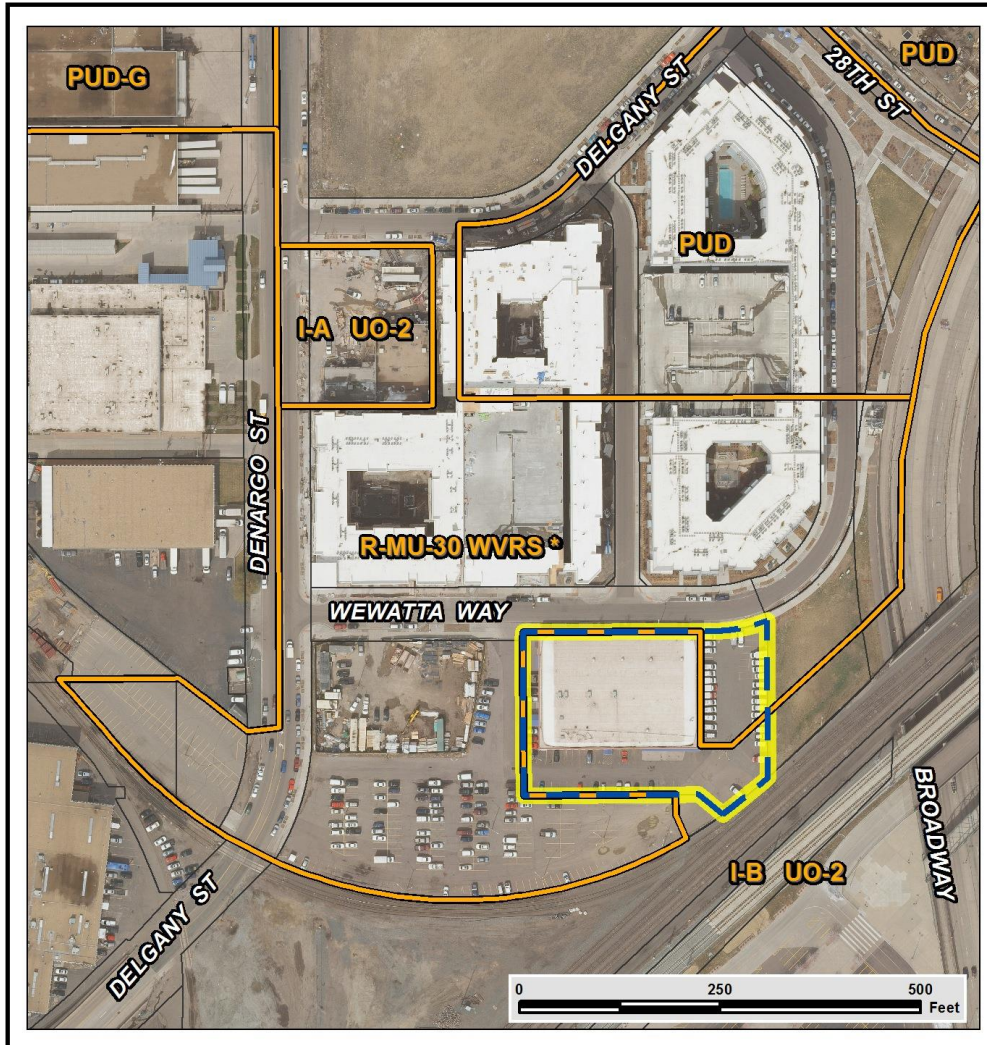 PUD-G
PUD
28TH ST
DELGANY ST
PUD
I-A UO-2
DENARGO ST
R-MU-30 WVRS *
WEWATTA WAY
BROADWAY
I-B UO-2
DELGANY ST
0 250 500
Feet